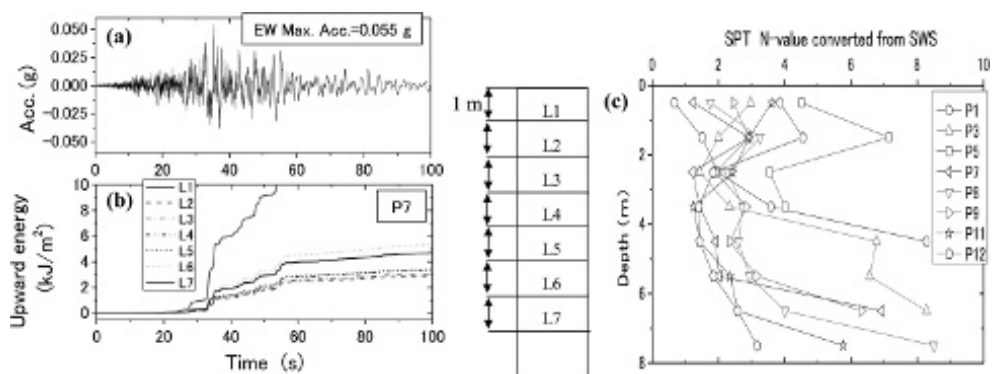 (a)
EW Max. Acc.=0.055 g
Acc. (g)
0.050
0.025
0.000
−0.025
−0.050
0 20 40 60 80 100
(b)
P7
Upward energy
(kJ/m²)
10
8
6
4
2
0
L1
L2
L3
L4
L5
L6
L7
0 20 40 60 80 100
Time (s)
1 m
L1
L2
L3
L4
L5
L6
L7
SPT N-value converted from SWS
0 2 4 6 8 10
(c)
Depth(m)
0
2
4
6
8
P1
P3
P5
P7
P8
P9
P11
P12